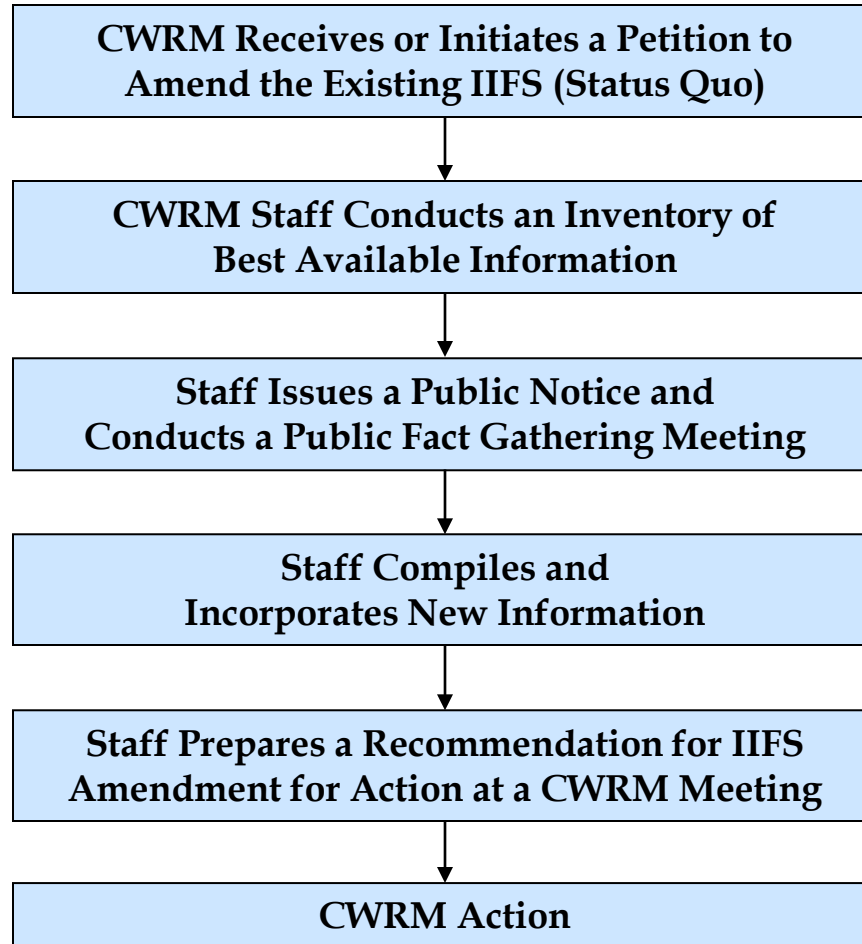 CWRM Receives or Initiates a Petition to
Amend the Existing IIFS (Status Quo)
CWRM Staff Conducts an Inventory of
Best Available Information
Staff Issues a Public Notice and
Conducts a Public Fact Gathering Meeting
Staff Compiles and
Incorporates New Information
Staff Prepares a Recommendation for IIFS
Amendment for Action at a CWRM Meeting
CWRM Action